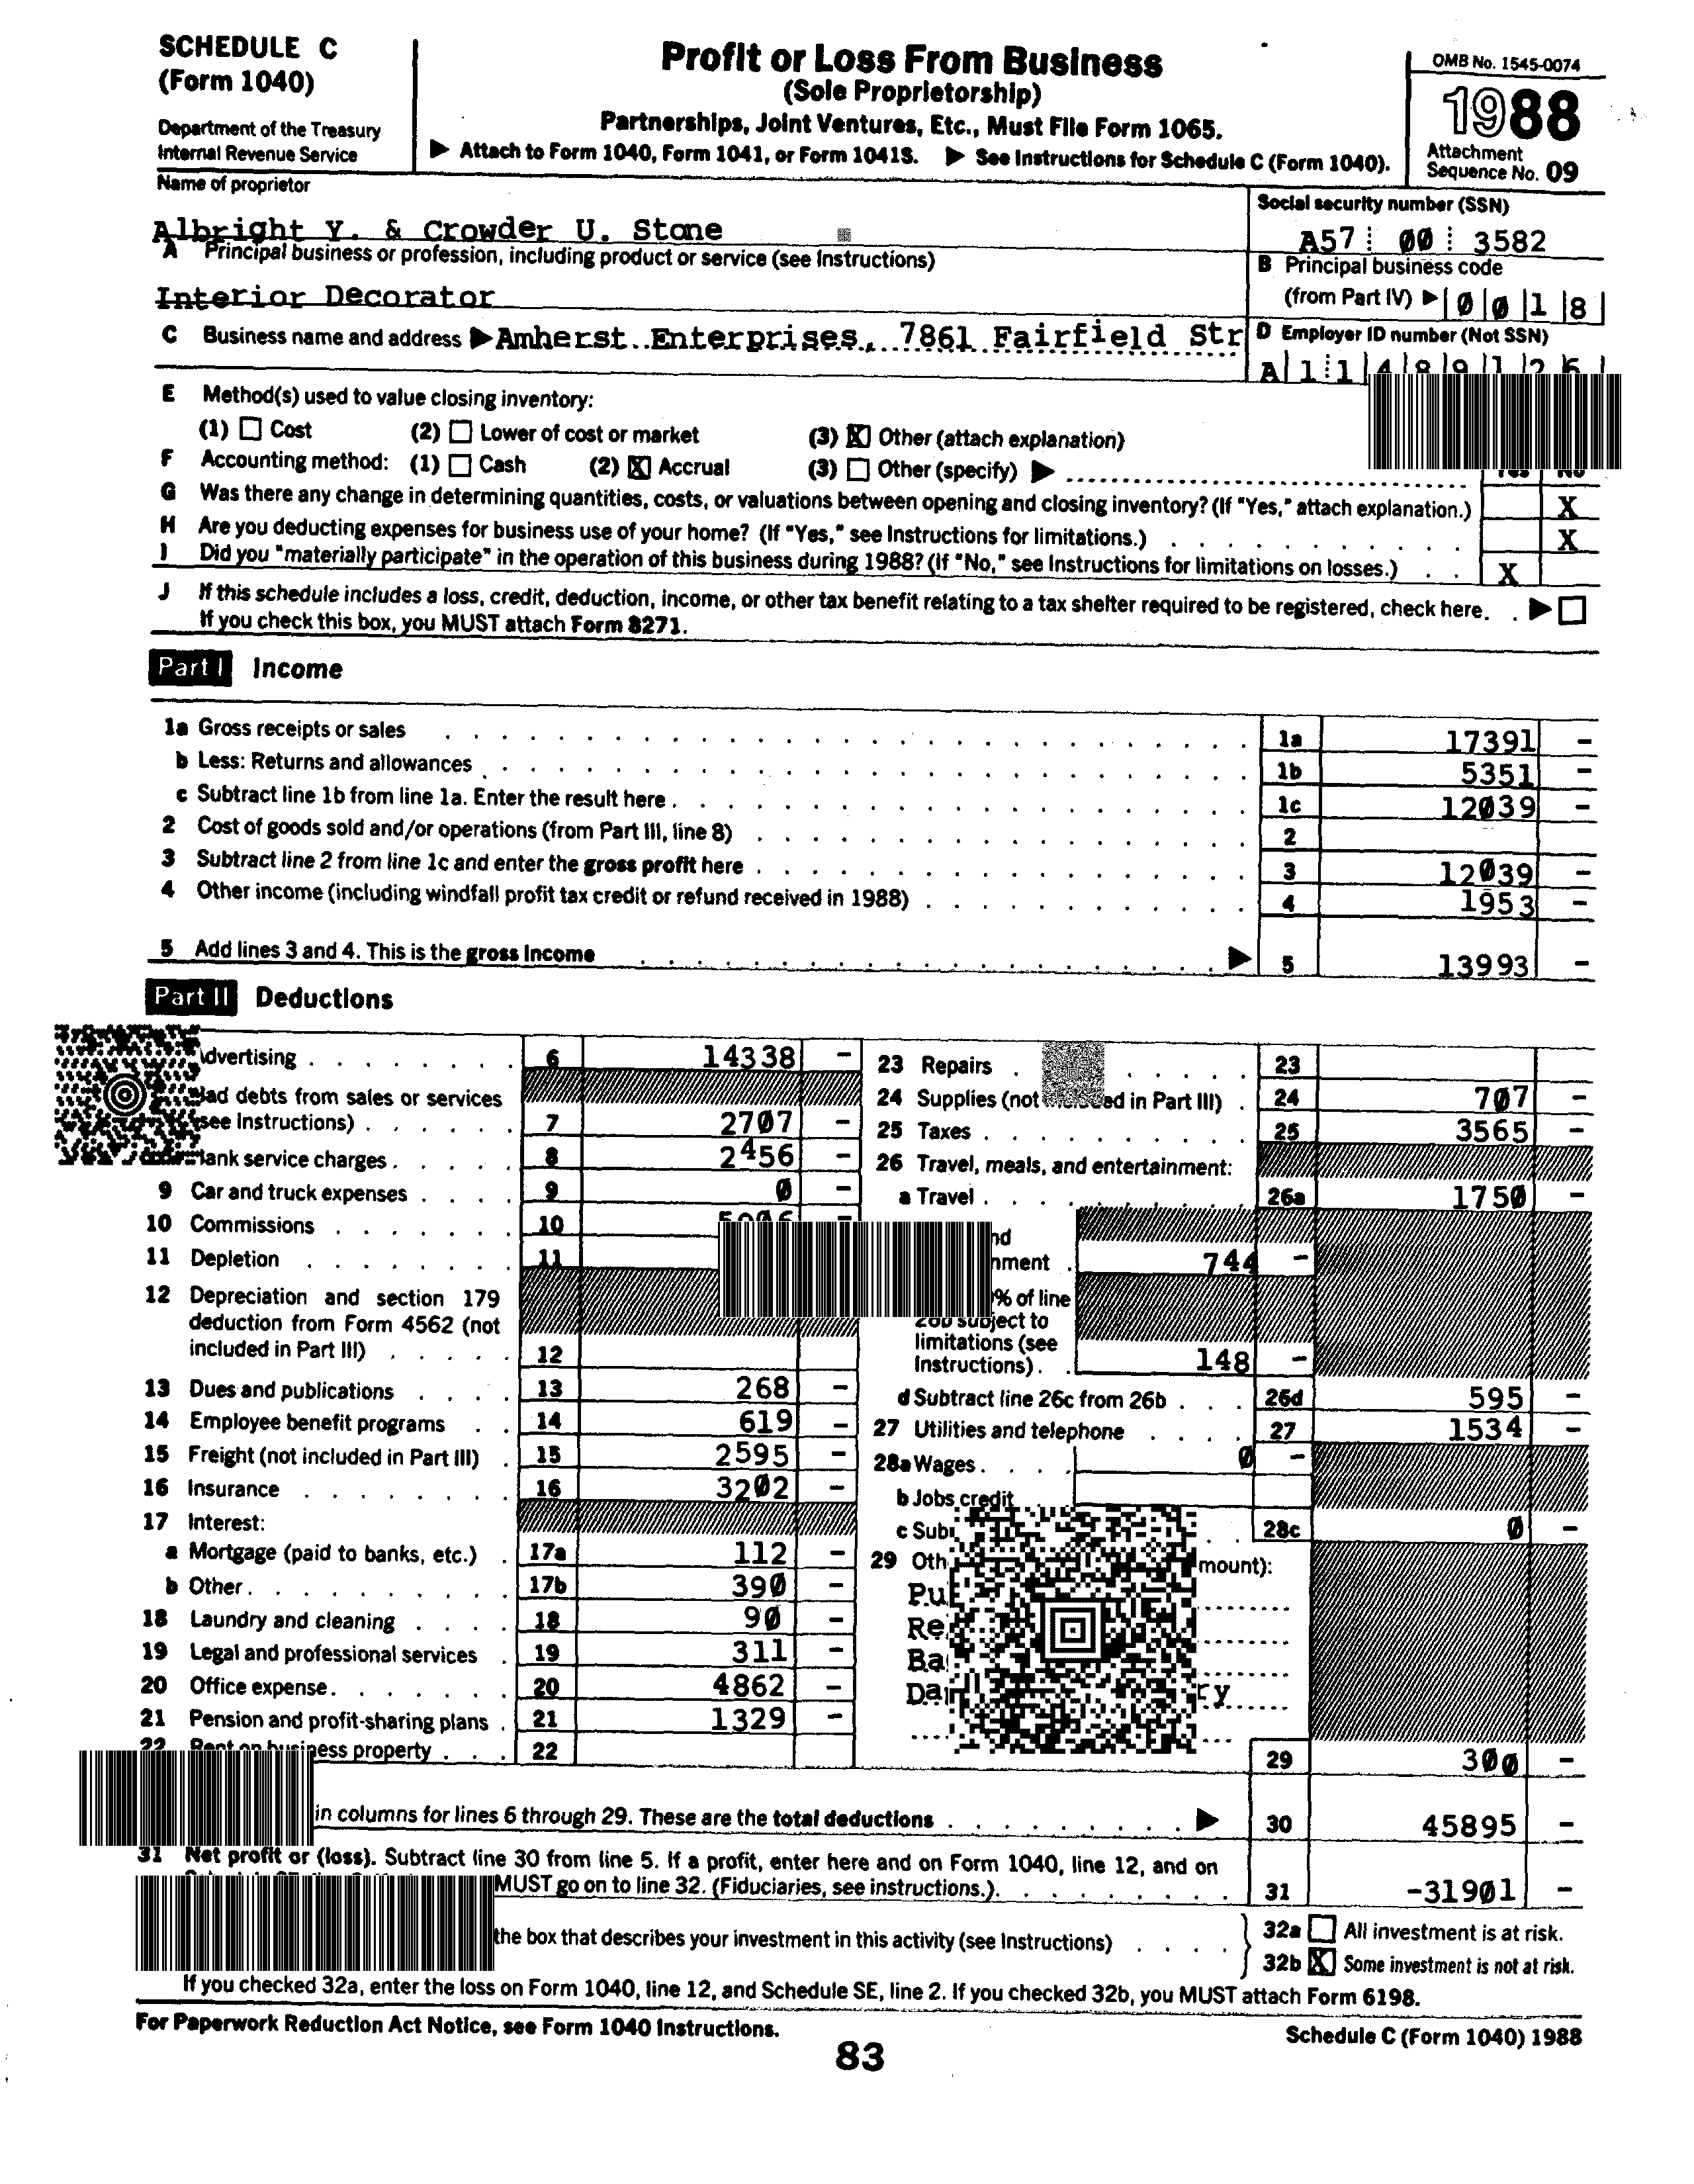 SCHEDULE C
(Form 1040)
Department of the Treasury
Internal Revenue Service
Profit or Loss From Business
(Sole Proprietorship)
Partnerships, Joint Ventures, Etc., Must File Form 1065.
▶ Attach to Form 1040, Form 1041, or Form 1041S. ▶ See Instructions for Schedule C (Form 1040).
OMB No. 1545-0074
1988
Attachment
Sequence No. 09
Name of proprietor
Albright Y. & Crowder U. Stone
Social security number (SSN)
A57 00 3582
A Principal business or profession, including product or service (see Instructions)
Interior Decorator
B Principal business code
(from Part IV) ▶ 0 0 1 8
C Business name and address ▶ Amherst Enterprises, 7861 Fairfield Str
D Employer ID number (Not SSN)
A 1 1 4 8 9 1 2 6
E Method(s) used to value closing inventory:
(1) ☐ Cost (2) ☐ Lower of cost or market (3) ☒ Other (attach explanation)
F Accounting method: (1) ☐ Cash (2) ☒ Accrual (3) ☐ Other (specify) ▶
Yes No
G Was there any change in determining quantities, costs, or valuations between opening and closing inventory? (If "Yes," attach explanation.) X
H Are you deducting expenses for business use of your home? (If "Yes," see Instructions for limitations.) X
I Did you "materially participate" in the operation of this business during 1988? (If "No," see Instructions for limitations on losses.) X
J If this schedule includes a loss, credit, deduction, income, or other tax benefit relating to a tax shelter required to be registered, check here. ▶ ☐
If you check this box, you MUST attach Form 8271.
Part I Income
1a Gross receipts or sales 1a 17391 –
b Less: Returns and allowances 1b 5351 –
c Subtract line 1b from line 1a. Enter the result here 1c 12039 –
2 Cost of goods sold and/or operations (from Part III, line 8) 2
3 Subtract line 2 from line 1c and enter the gross profit here 3 12039 –
4 Other income (including windfall profit tax credit or refund received in 1988) 4 1953 –
5 Add lines 3 and 4. This is the gross income ▶ 5 13993 –
Part II Deductions
dvertising 6 14338 –
ad debts from sales or services
see Instructions) 7 2707 –
ank service charges 8 2456 –
9 Car and truck expenses 9 0 –
10 Commissions 10
11 Depletion 11
12 Depreciation and section 179
deduction from Form 4562 (not
included in Part III) 12
13 Dues and publications 13 268 –
14 Employee benefit programs 14 619 –
15 Freight (not included in Part III) 15 2595 –
16 Insurance 16 3202 –
17 Interest:
a Mortgage (paid to banks, etc.) 17a 112 –
b Other 17b 390 –
18 Laundry and cleaning 18 90 –
19 Legal and professional services 19 311 –
20 Office expense 20 4862 –
21 Pension and profit-sharing plans 21 1329 –
22 Rent on business property 22
23 Repairs 23
24 Supplies (not ed in Part III) 24 707 –
25 Taxes 25 3565 –
26 Travel, meals, and entertainment:
a Travel 26a 1750 –
nd
nment 744 –
% of line
26b subject to
limitations (see
Instructions) 148 –
d Subtract line 26c from 26b 26d 595 –
27 Utilities and telephone 27 1534 –
28a Wages 0 –
b Jobs credit
c Sub 28c 0 –
29 Oth mount):
Pu
Re
Ba
Da ry
29 300 –
in columns for lines 6 through 29. These are the total deductions ▶ 30 45895 –
31 Net profit or (loss). Subtract line 30 from line 5. If a profit, enter here and on Form 1040, line 12, and on
MUST go on to line 32. (Fiduciaries, see instructions.) 31 -31901 –
the box that describes your investment in this activity (see Instructions)
32a ☐ All investment is at risk.
32b ☒ Some investment is not at risk.
If you checked 32a, enter the loss on Form 1040, line 12, and Schedule SE, line 2. If you checked 32b, you MUST attach Form 6198.
For Paperwork Reduction Act Notice, see Form 1040 Instructions.
Schedule C (Form 1040) 1988
83